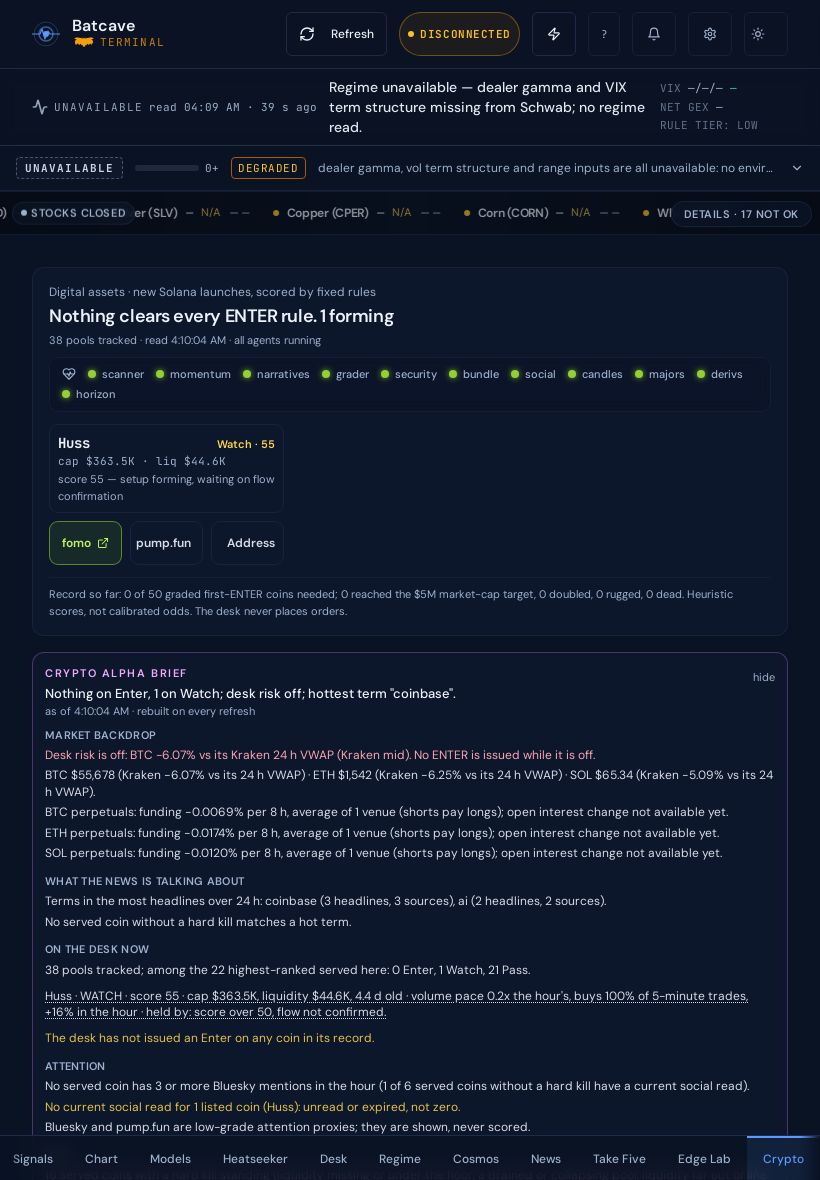 Batcave
TERMINAL
Refresh
DISCONNECTED
?
UNAVAILABLE read 04:09 AM · 39 s ago
Regime unavailable — dealer gamma and VIX
term structure missing from Schwab; no regime
read.
VIX —/—/— —
NET GEX —
RULE TIER: LOW
UNAVAILABLE
0+
DEGRADED
dealer gamma, vol term structure and range inputs are all unavailable: no envir…
STOCKS CLOSED
er (SLV) — N/A — —
Copper (CPER) — N/A — —
Corn (CORN) — N/A — —
DETAILS · 17 NOT OK
Digital assets · new Solana launches, scored by fixed rules
Nothing clears every ENTER rule. 1 forming
38 pools tracked · read 4:10:04 AM · all agents running
scanner momentum narratives grader security bundle social candles majors derivs
horizon
Huss
Watch · 55
cap $363.5K · liq $44.6K
score 55 — setup forming, waiting on flow
confirmation
fomo
pump.fun
Address
Record so far: 0 of 50 graded first-ENTER coins needed; 0 reached the $5M market-cap target, 0 doubled, 0 rugged, 0 dead. Heuristic
scores, not calibrated odds. The desk never places orders.
CRYPTO ALPHA BRIEF
hide
Nothing on Enter, 1 on Watch; desk risk off; hottest term "coinbase".
as of 4:10:04 AM · rebuilt on every refresh
MARKET BACKDROP
Desk risk is off: BTC -6.07% vs its Kraken 24 h VWAP (Kraken mid). No ENTER is issued while it is off.
BTC $55,678 (Kraken -6.07% vs its 24 h VWAP) · ETH $1,542 (Kraken -6.25% vs its 24 h VWAP) · SOL $65.34 (Kraken -5.09% vs its 24
h VWAP).
BTC perpetuals: funding -0.0069% per 8 h, average of 1 venue (shorts pay longs); open interest change not available yet.
ETH perpetuals: funding -0.0174% per 8 h, average of 1 venue (shorts pay longs); open interest change not available yet.
SOL perpetuals: funding -0.0120% per 8 h, average of 1 venue (shorts pay longs); open interest change not available yet.
WHAT THE NEWS IS TALKING ABOUT
Terms in the most headlines over 24 h: coinbase (3 headlines, 3 sources), ai (2 headlines, 2 sources).
No served coin without a hard kill matches a hot term.
ON THE DESK NOW
38 pools tracked; among the 22 highest-ranked served here: 0 Enter, 1 Watch, 21 Pass.
Huss · WATCH · score 55 · cap $363.5K, liquidity $44.6K, 4.4 d old · volume pace 0.2x the hour's, buys 100% of 5-minute trades,
+16% in the hour · held by: score over 50, flow not confirmed.
The desk has not issued an Enter on any coin in its record.
ATTENTION
No served coin has 3 or more Bluesky mentions in the hour (1 of 6 served coins without a hard kill have a current social read).
No current social read for 1 listed coin (Huss): unread or expired, not zero.
Bluesky and pump.fun are low-grade attention proxies; they are shown, never scored.
Signals
Chart
Models
Heatseeker
Desk
Regime
Cosmos
News
Take Five
Edge Lab
Crypto